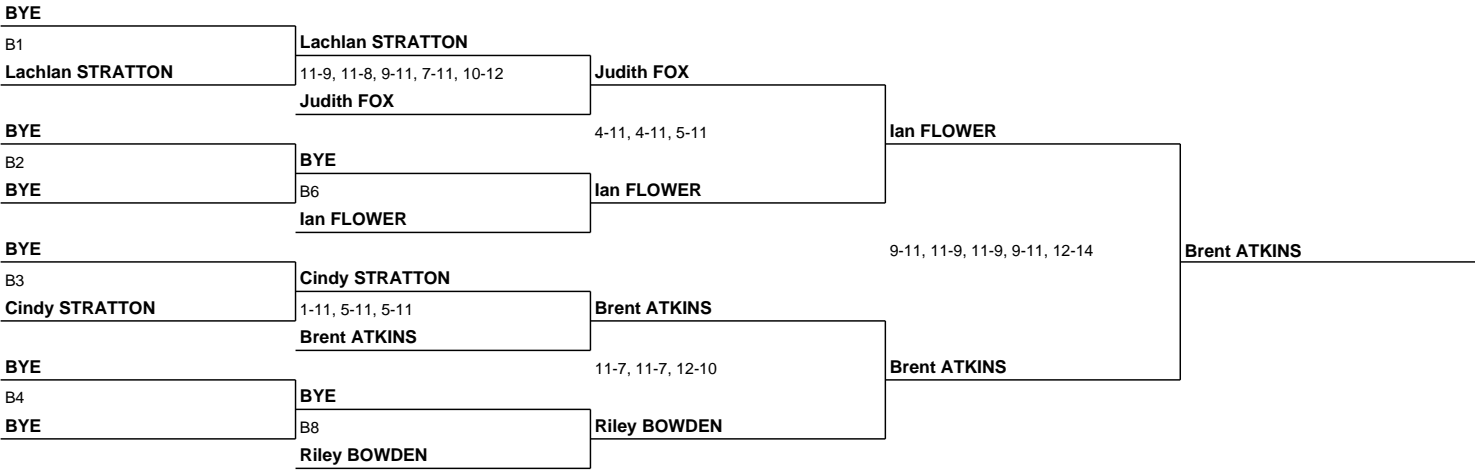 BYE
B1
Lachlan STRATTON
Lachlan STRATTON
11-9, 11-8, 9-11, 7-11, 10-12
Judith FOX
Judith FOX
4-11, 4-11, 5-11
Ian FLOWER
BYE
B2
BYE
BYE
B6
Ian FLOWER
Ian FLOWER
9-11, 11-9, 11-9, 9-11, 12-14
Brent ATKINS
BYE
B3
Cindy STRATTON
Cindy STRATTON
1-11, 5-11, 5-11
Brent ATKINS
Brent ATKINS
11-7, 11-7, 12-10
Brent ATKINS
BYE
B4
BYE
BYE
B8
Riley BOWDEN
Riley BOWDEN